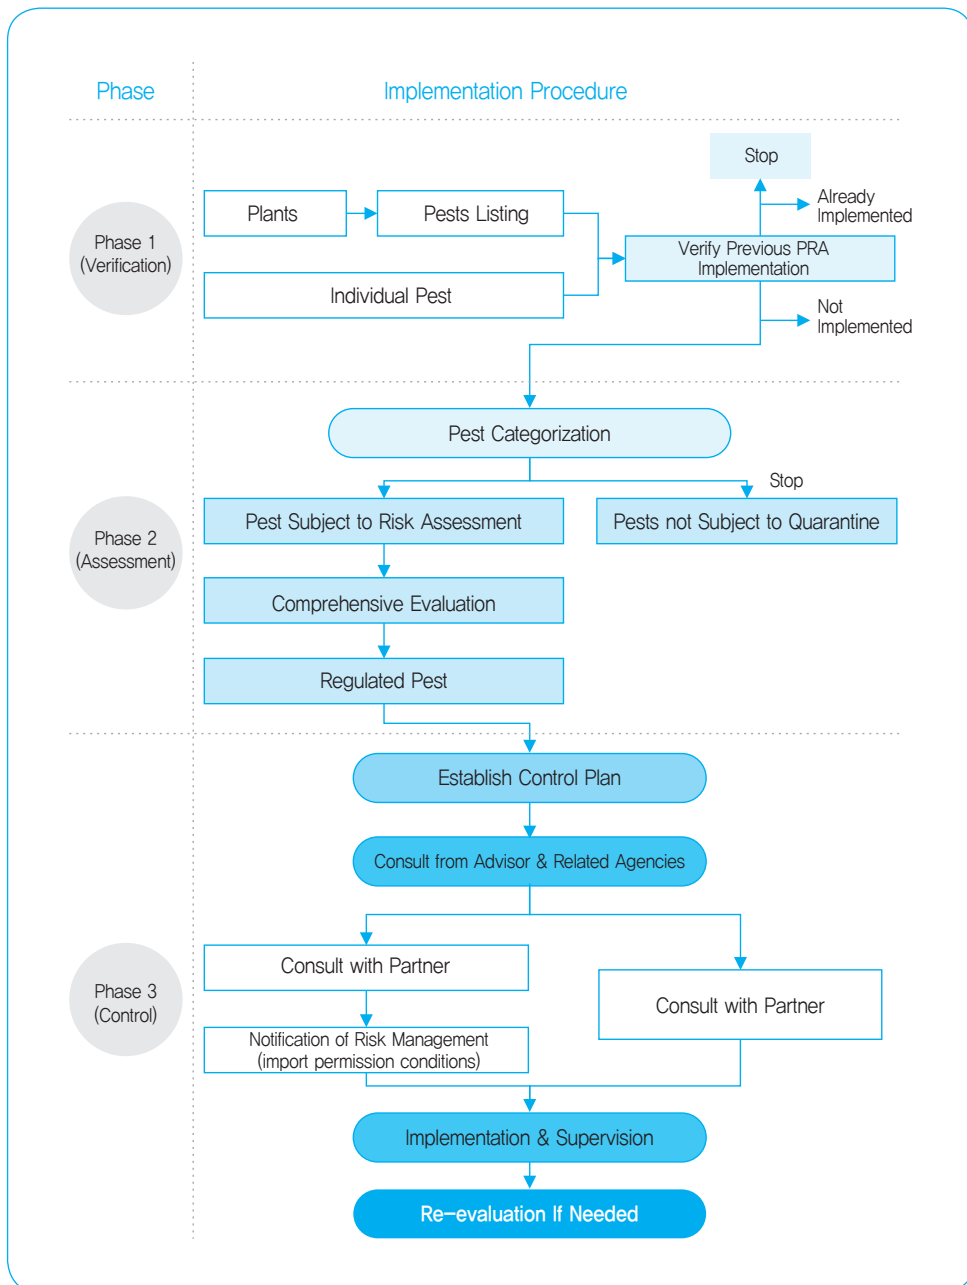 Phase
Implementation Procedure
Stop
Already
Implemented
Plants
Pests Listing
Phase 1
(Verification)
Verify Previous PRA
Implementation
Individual Pest
Not
Implemented
Pest Categorization
Stop
Pest Subject to Risk Assessment
Pests not Subject to Quarantine
Phase 2
(Assessment)
Comprehensive Evaluation
Regulated Pest
Establish Control Plan
Consult from Advisor & Related Agencies
Consult with Partner
Phase 3
(Control)
Consult with Partner
Notification of Risk Management
(import permission conditions)
Implementation & Supervision
Re-evaluation If Needed